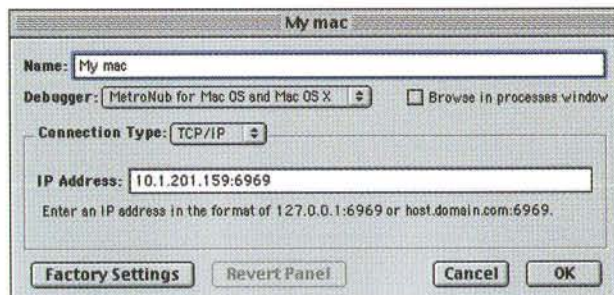 My mac
Name: My mac
Debugger: MetroNub for Mac OS and Mac OS X Browse in processes window
Connection Type: TCP/IP
IP Address: 10.1.201.159:6969
Enter an IP address in the format of 127.0.0.1:6969 or host.domain.com:6969.
Factory Settings Revert Panel Cancel OK